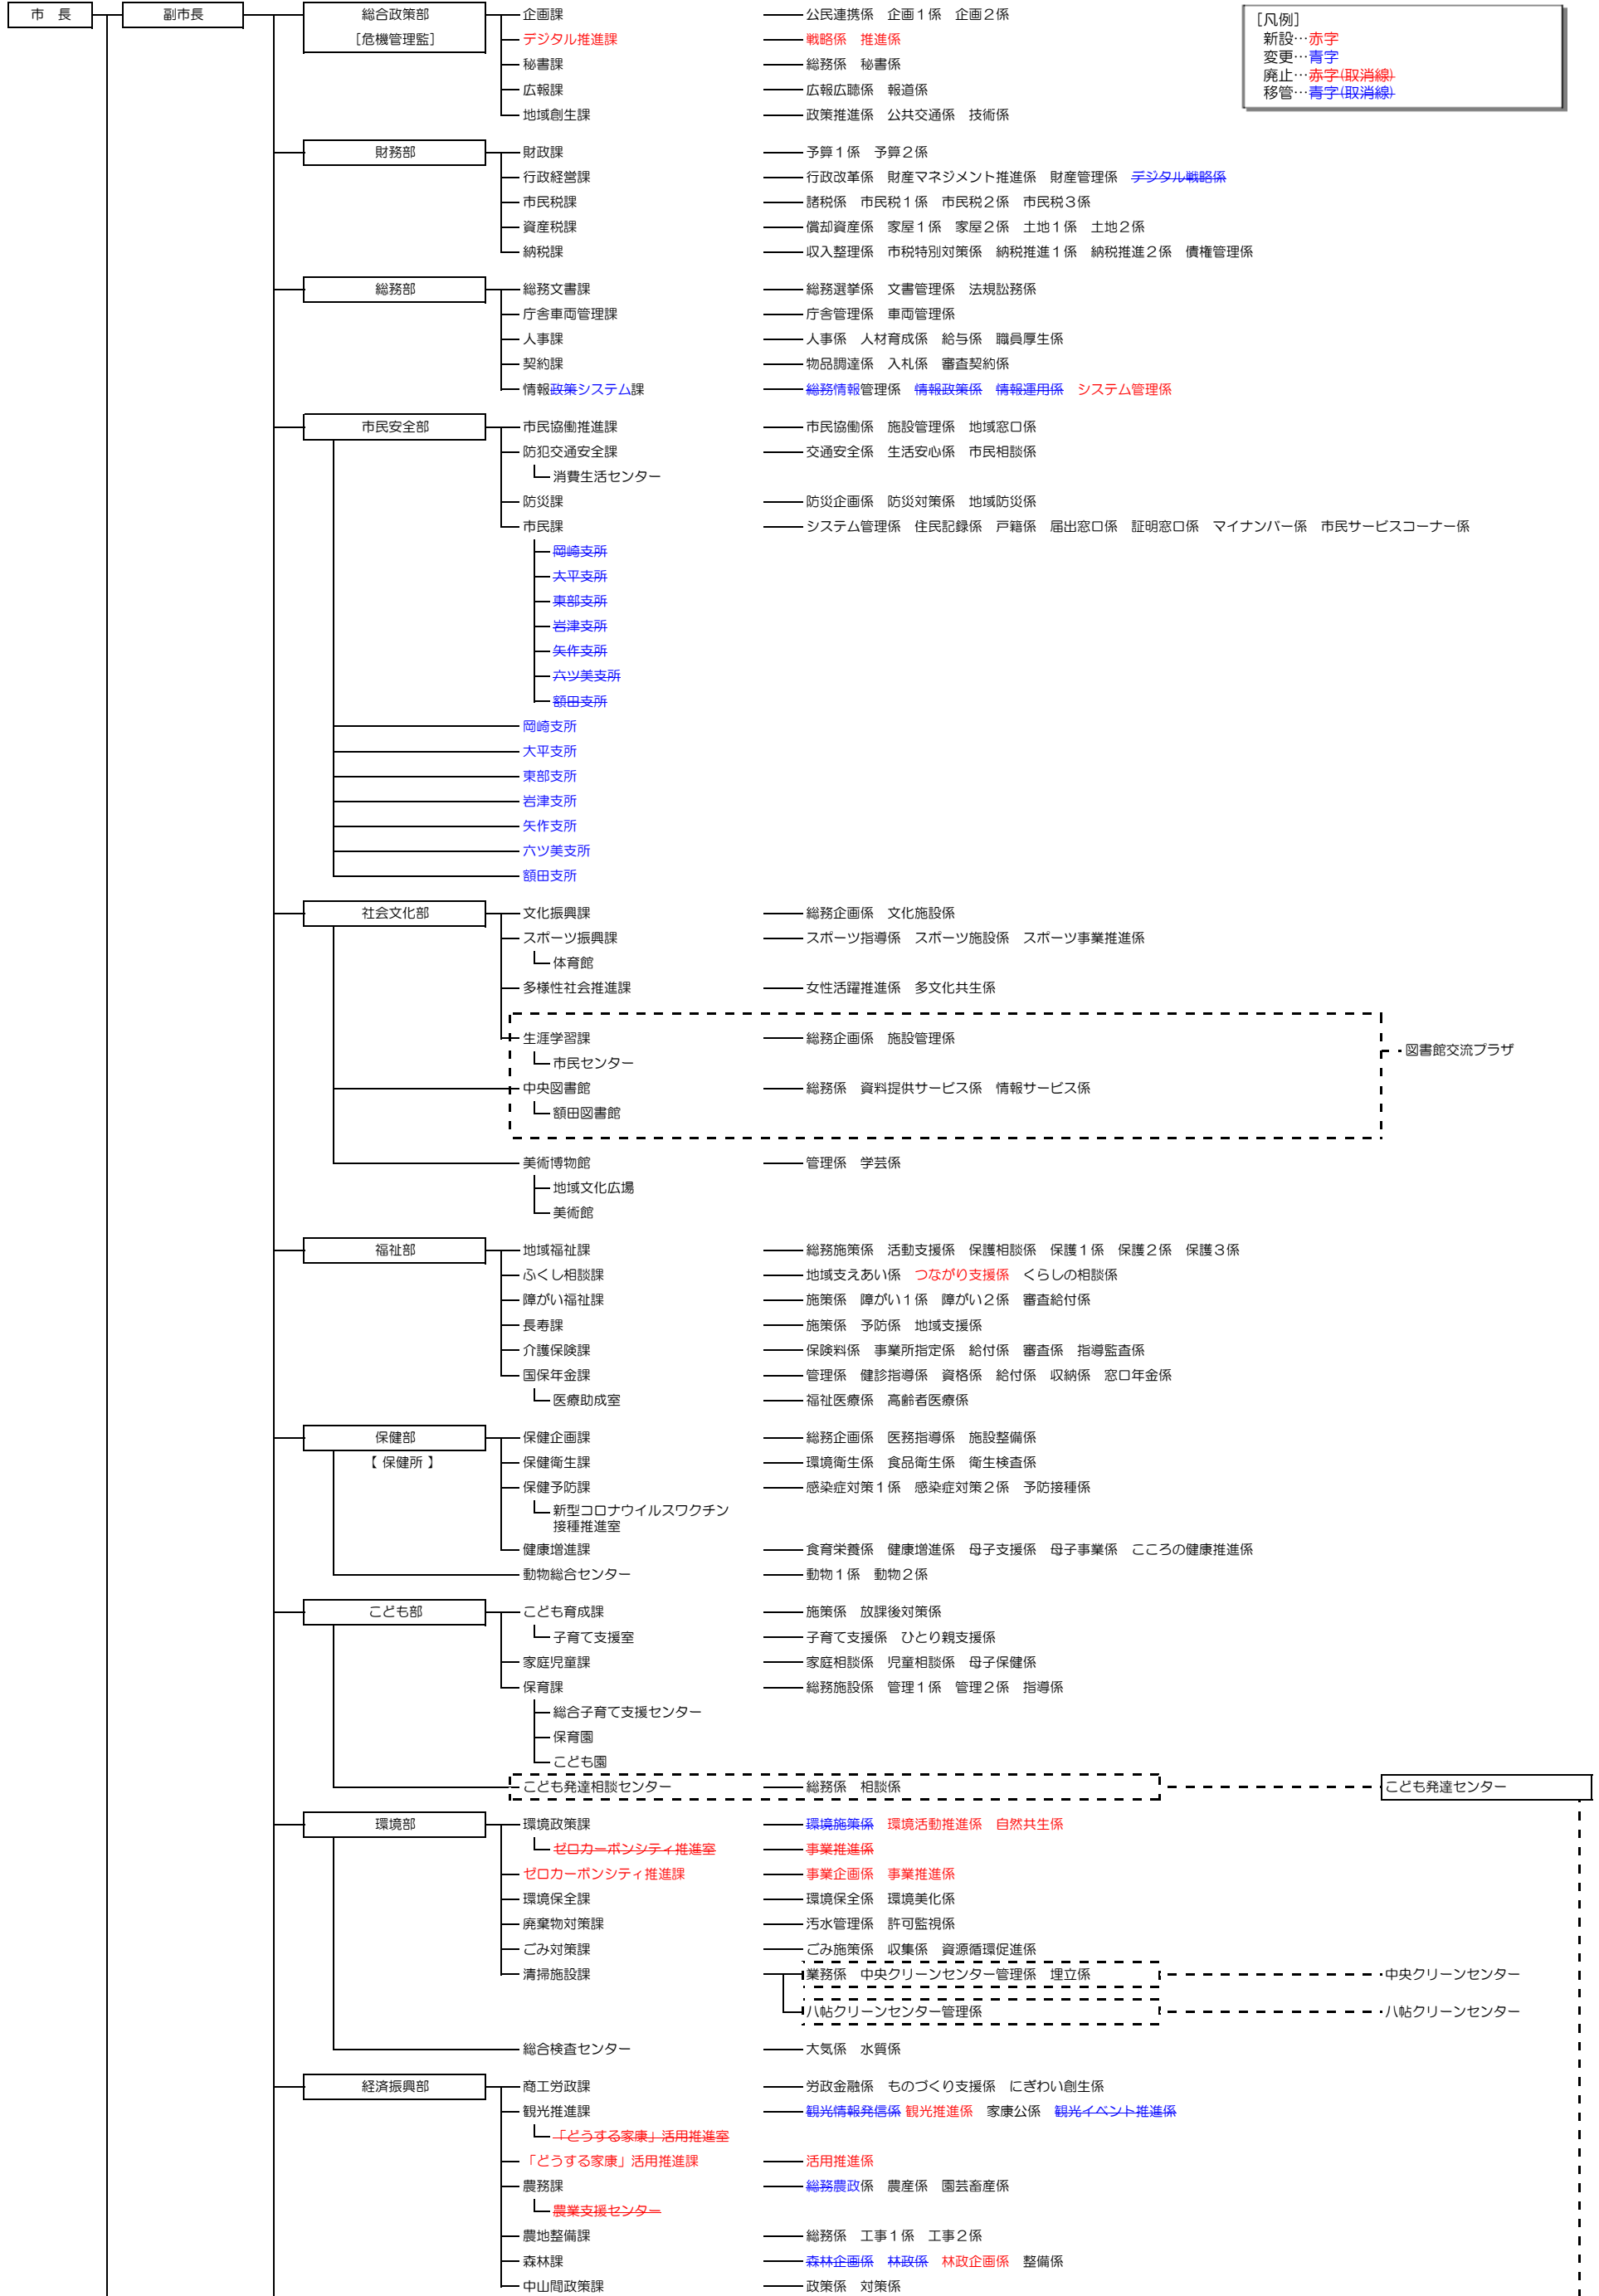 市　長　副市長　総合政策部　企画課　公民連携係　企画１係　企画２係
［凡例］
新設…赤字
変更…青字
廃止…赤字(取消線)
移管…青字(取消線)
［危機管理監］　デジタル推進課　戦略係　推進係
秘書課　総務係　秘書係
広報課　広報広聴係　報道係
地域創生課　政策推進係　公共交通係　技術係
財務部　財政課　予算１係　予算２係
行政経営課　行政改革係　財産マネジメント推進係　財産管理係　デジタル戦略係
市民税課　諸税係　市民税１係　市民税２係　市民税３係
資産税課　償却資産係　家屋１係　家屋２係　土地１係　土地２係
納税課　収入整理係　市税特別対策係　納税推進１係　納税推進２係　債権管理係
総務部　総務文書課　総務選挙係　文書管理係　法規訟務係
庁舎車両管理課　庁舎管理係　車両管理係
人事課　人事係　人材育成係　給与係　職員厚生係
契約課　物品調達係　入札係　審査契約係
情報政策システム課　総務情報管理係　情報政策係　情報運用係　システム管理係
市民安全部　市民協働推進課　市民協働係　施設管理係　地域窓口係
防犯交通安全課　交通安全係　生活安心係　市民相談係
消費生活センター
防災課　防災企画係　防災対策係　地域防災係
市民課　システム管理係　住民記録係　戸籍係　届出窓口係　証明窓口係　マイナンバー係　市民サービスコーナー係
岡崎支所
大平支所
東部支所
岩津支所
矢作支所
六ツ美支所
額田支所
岡崎支所
大平支所
東部支所
岩津支所
矢作支所
六ツ美支所
額田支所
社会文化部　文化振興課　総務企画係　文化施設係
スポーツ振興課　スポーツ指導係　スポーツ施設係　スポーツ事業推進係
体育館
多様性社会推進課　女性活躍推進係　多文化共生係
生涯学習課　総務企画係　施設管理係
図書館交流プラザ
市民センター
中央図書館　総務係　資料提供サービス係　情報サービス係
額田図書館
美術博物館　管理係　学芸係
地域文化広場
美術館
福祉部　地域福祉課　総務施策係　活動支援係　保護相談係　保護１係　保護２係　保護３係
ふくし相談課　地域支えあい係　つながり支援係　くらしの相談係
障がい福祉課　施策係　障がい１係　障がい２係　審査給付係
長寿課　施策係　予防係　地域支援係
介護保険課　保険料係　事業所指定係　給付係　審査係　指導監査係
国保年金課　管理係　健診指導係　資格係　給付係　収納係　窓口年金係
医療助成室　福祉医療係　高齢者医療係
保健部　保健企画課　総務企画係　医務指導係　施設整備係
【 保健所 】　保健衛生課　環境衛生係　食品衛生係　衛生検査係
保健予防課　感染症対策１係　感染症対策２係　予防接種係
新型コロナウイルスワクチン
接種推進室
健康増進課　食育栄養係　健康増進係　母子支援係　母子事業係　こころの健康推進係
動物総合センター　動物１係　動物２係
こども部　こども育成課　施策係　放課後対策係
子育て支援室　子育て支援係　ひとり親支援係
家庭児童課　家庭相談係　児童相談係　母子保健係
保育課　総務施設係　管理１係　管理２係　指導係
総合子育て支援センター
保育園
こども園
こども発達相談センター　総務係　相談係　こども発達センター
環境部　環境政策課　環境施策係　環境活動推進係　自然共生係
ゼロカーボンシティ推進室　事業推進係
ゼロカーボンシティ推進課　事業企画係　事業推進係
環境保全課　環境保全係　環境美化係
廃棄物対策課　汚水管理係　許可監視係
ごみ対策課　ごみ施策係　収集係　資源循環促進係
清掃施設課　業務係　中央クリーンセンター管理係　埋立係　中央クリーンセンター
八帖クリーンセンター管理係　八帖クリーンセンター
総合検査センター　大気係　水質係
経済振興部　商工労政課　労政金融係　ものづくり支援係　にぎわい創生係
観光推進課　観光情報発信係　観光推進係　家康公係　観光イベント推進係
「どうする家康」活用推進室
「どうする家康」活用推進課　活用推進係
農務課　総務農政係　農産係　園芸畜産係
農業支援センター
農地整備課　総務係　工事１係　工事２係
森林課　森林企画係　林政係　林政企画係　整備係
中山間政策課　政策係　対策係